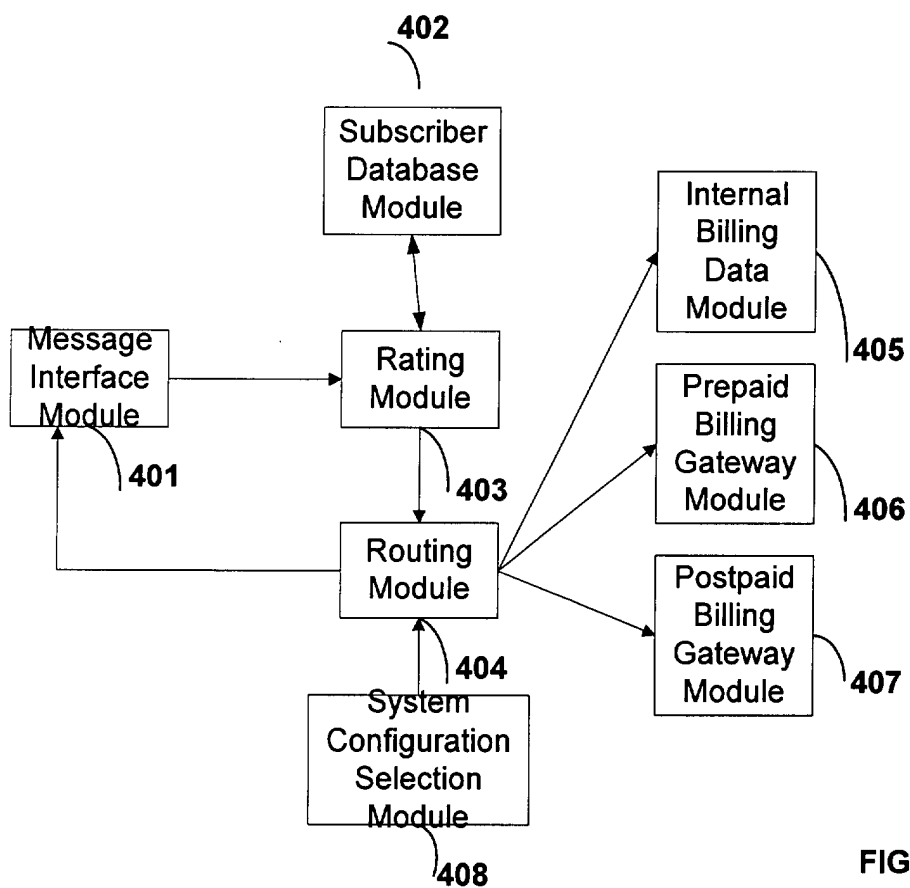 402
Subscriber
Database
Module
Internal
Billing
Data
Module
405
Message
Interface
Module
401
Rating
Module
403
Prepaid
Billing
Gateway
Module
406
Routing
Module
404
Postpaid
Billing
Gateway
Module
407
System
Configuration
Selection
Module
408
FIG